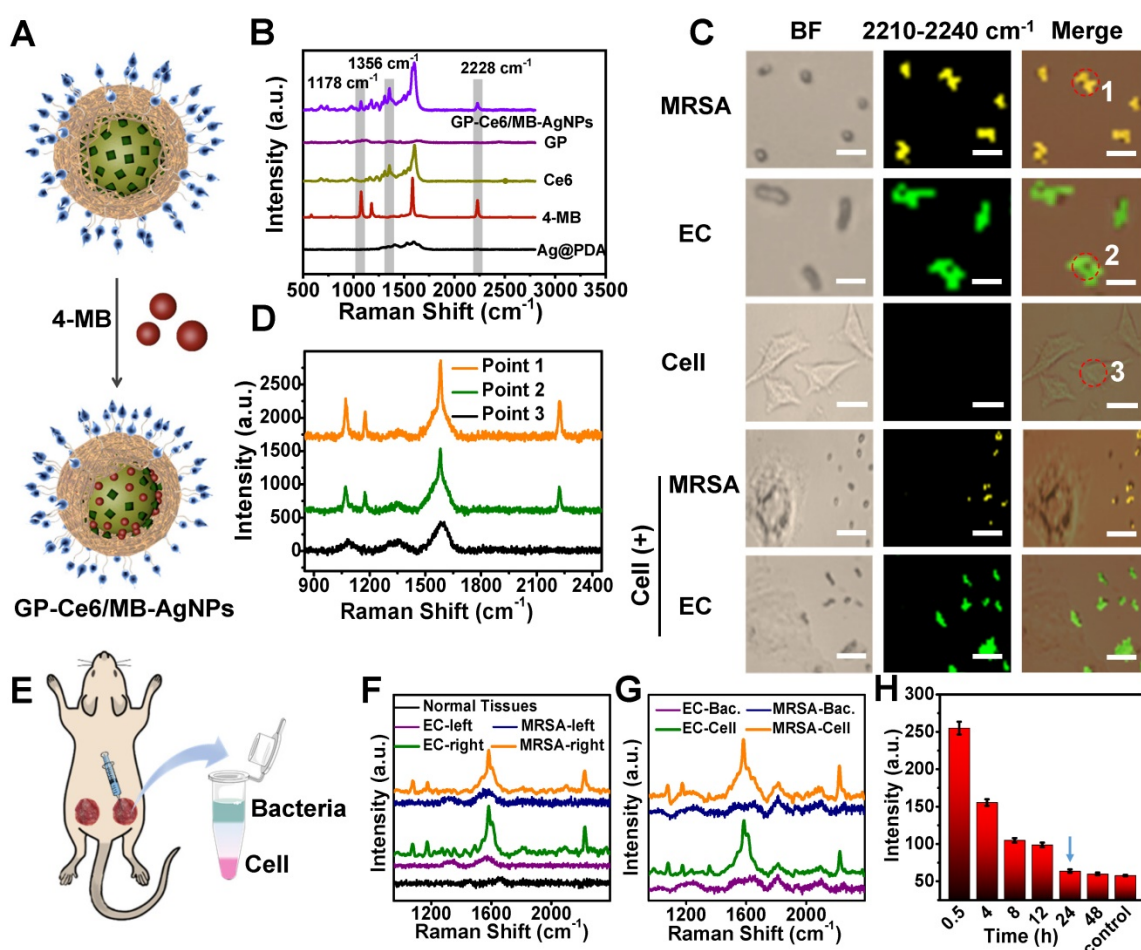 A
4-MB
GP-Ce6/MB-AgNPs
B
1178 cm-1
1356 cm-1
2228 cm-1
GP-Ce6/MB-AgNPs
GP
Ce6
4-MB
Ag@PDA
Intensity (a.u.)
500 1000 1500 2000 2500 3000 3500
Raman Shift (cm-1)
C
BF 2210-2240 cm-1 Merge
MRSA
1
EC
2
Cell
3
Cell (+)
MRSA
EC
D
Point 1
Point 2
Point 3
Intensity (a.u.)
2500
2000
1500
1000
500
0
900 1200 1500 1800 2100 2400
Raman Shift (cm-1)
E
Bacteria
Cell
F
Normal Tissues
EC-left MRSA-left
EC-right MRSA-right
Intensity (a.u.)
1200 1600 2000
Raman Shift (cm-1)
G
EC-Bac. MRSA-Bac.
EC-Cell MRSA-Cell
Intensity (a.u.)
1200 1600 2000
Raman Shift (cm-1)
H
Intensity (a.u.)
300
250
150
100
50
0.5 4 8 12 24 48 control
Time (h)